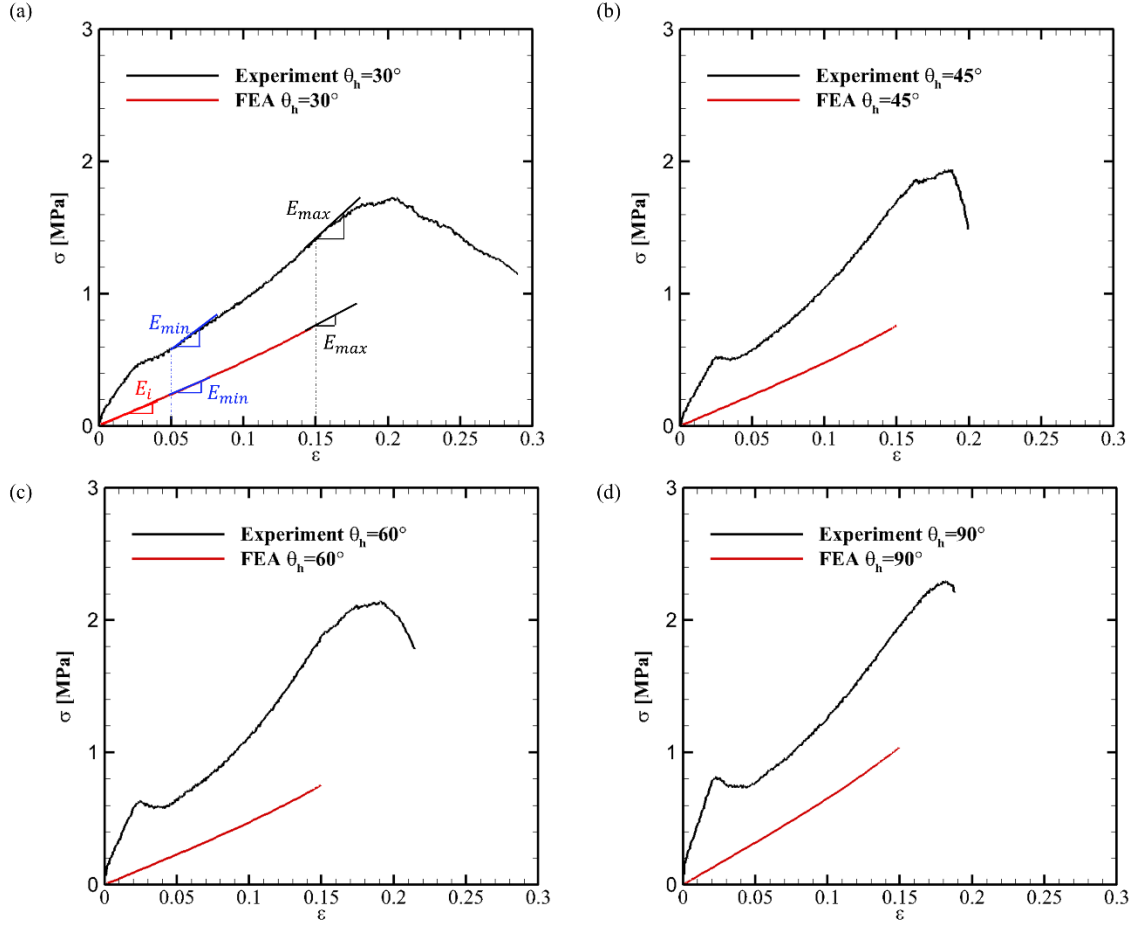 (a)
3
2
1
0
σ [MPa]
Experiment θh=30°
FEA θh=30°
Emax
Emin
Ei
Emin
Emax
0 0.05 0.1 0.15 0.2 0.25 0.3
ε
(b)
3
2
1
0
σ [MPa]
Experiment θh=45°
FEA θh=45°
0 0.05 0.1 0.15 0.2 0.25 0.3
ε
(c)
3
2
1
0
σ [MPa]
Experiment θh=60°
FEA θh=60°
0 0.05 0.1 0.15 0.2 0.25 0.3
ε
(d)
3
2
1
0
σ [MPa]
Experiment θh=90°
FEA θh=90°
0 0.05 0.1 0.15 0.2 0.25 0.3
ε